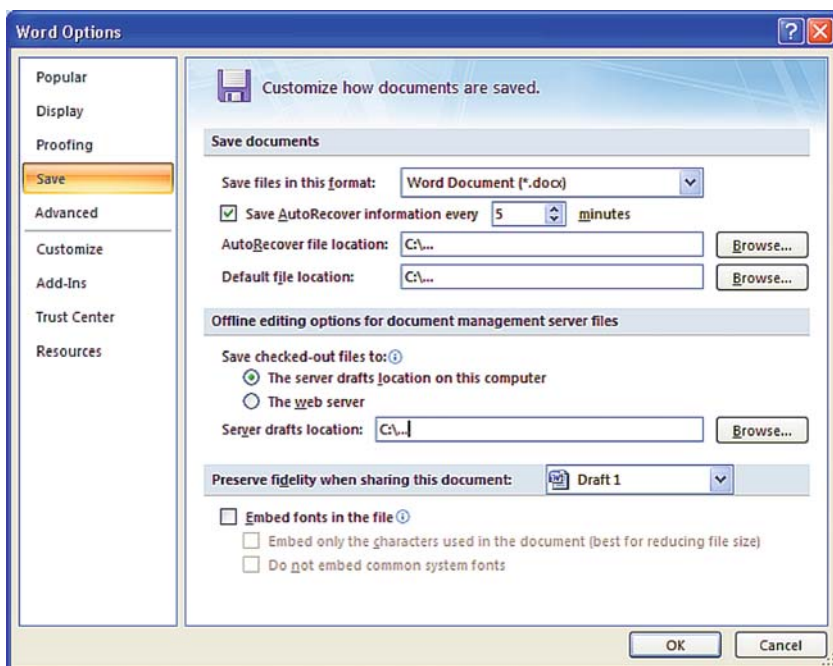 Word Options
Popular
Display
Proofing
Save
Advanced
Customize
Add-Ins
Trust Center
Resources
Customize how documents are saved.
Save documents
Save files in this format: Word Document (*.docx)
Save AutoRecover information every 5 minutes
AutoRecover file location: C:\... Browse...
Default file location: C:\... Browse...
Offline editing options for document management server files
Save checked-out files to:
The server drafts location on this computer
The web server
Server drafts location: C:\... Browse...
Preserve fidelity when sharing this document: Draft 1
Embed fonts in the file
Embed only the characters used in the document (best for reducing file size)
Do not embed common system fonts
OK Cancel